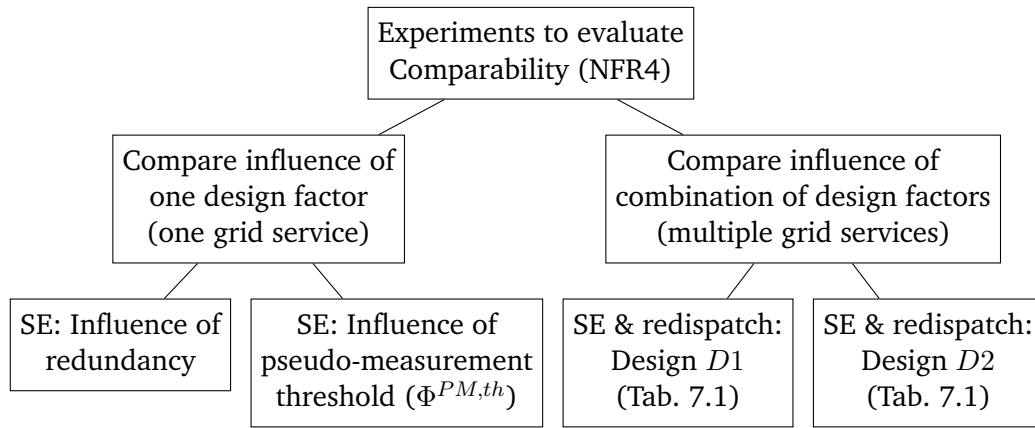 Experiments to evaluate
Comparability (NFR4)
Compare influence of
one design factor
(one grid service)
Compare influence of
combination of design factors
(multiple grid services)
SE: Influence of
redundancy
SE: Influence of
pseudo-measurement
threshold (Φ^{PM,th})
SE & redispatch:
Design D1
(Tab. 7.1)
SE & redispatch:
Design D2
(Tab. 7.1)